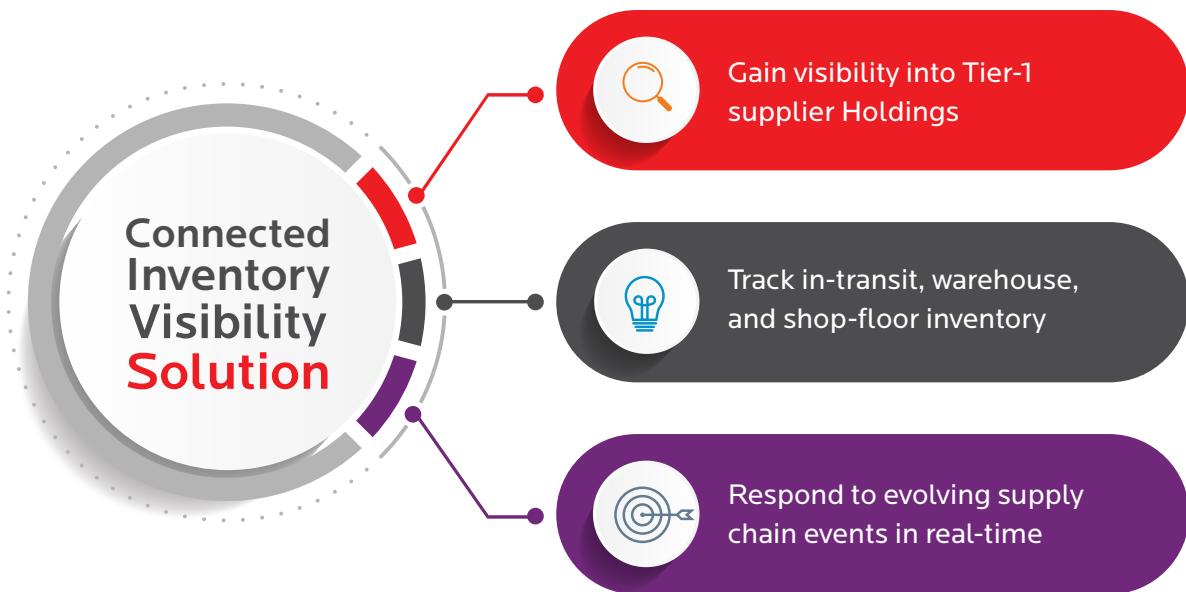 Connected
Inventory
Visibility
Solution
Gain visibility into Tier-1
supplier Holdings
Track in-transit, warehouse,
and shop-floor inventory
Respond to evolving supply
chain events in real-time